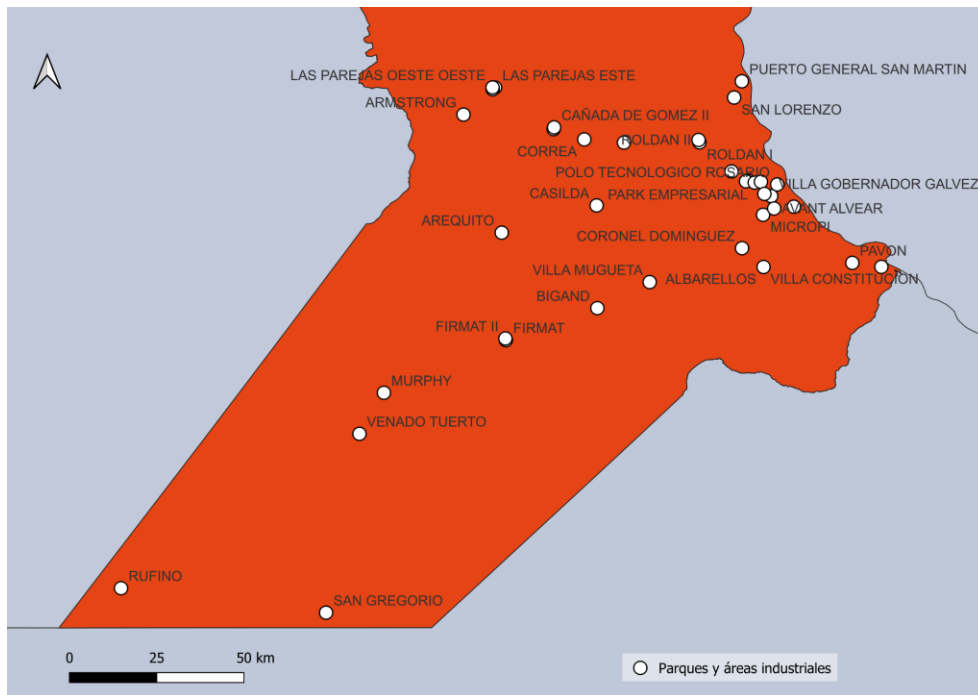 PUERTO GENERAL SAN MARTIN
LAS PAREJAS OESTE OESTE
LAS PAREJAS ESTE
ARMSTRONG
SAN LORENZO
CAÑADA DE GOMEZ II
CORREA
ROLDAN II
ROLDAN I
POLO TECNOLOGICO ROSARIO
VILLA GOBERNADOR GALVEZ
CASILDA
PARK EMPRESARIAL
AVANT ALVEAR
AREQUITO
MICROPI
CORONEL DOMINGUEZ
PAVON
VILLA MUGUETA
ALBARELLOS
VILLA CONSTITUCIÓN
BIGAND
FIRMAT II
FIRMAT
MURPHY
VENADO TUERTO
RUFINO
SAN GREGORIO
0 25 50 km
Parques y áreas industriales